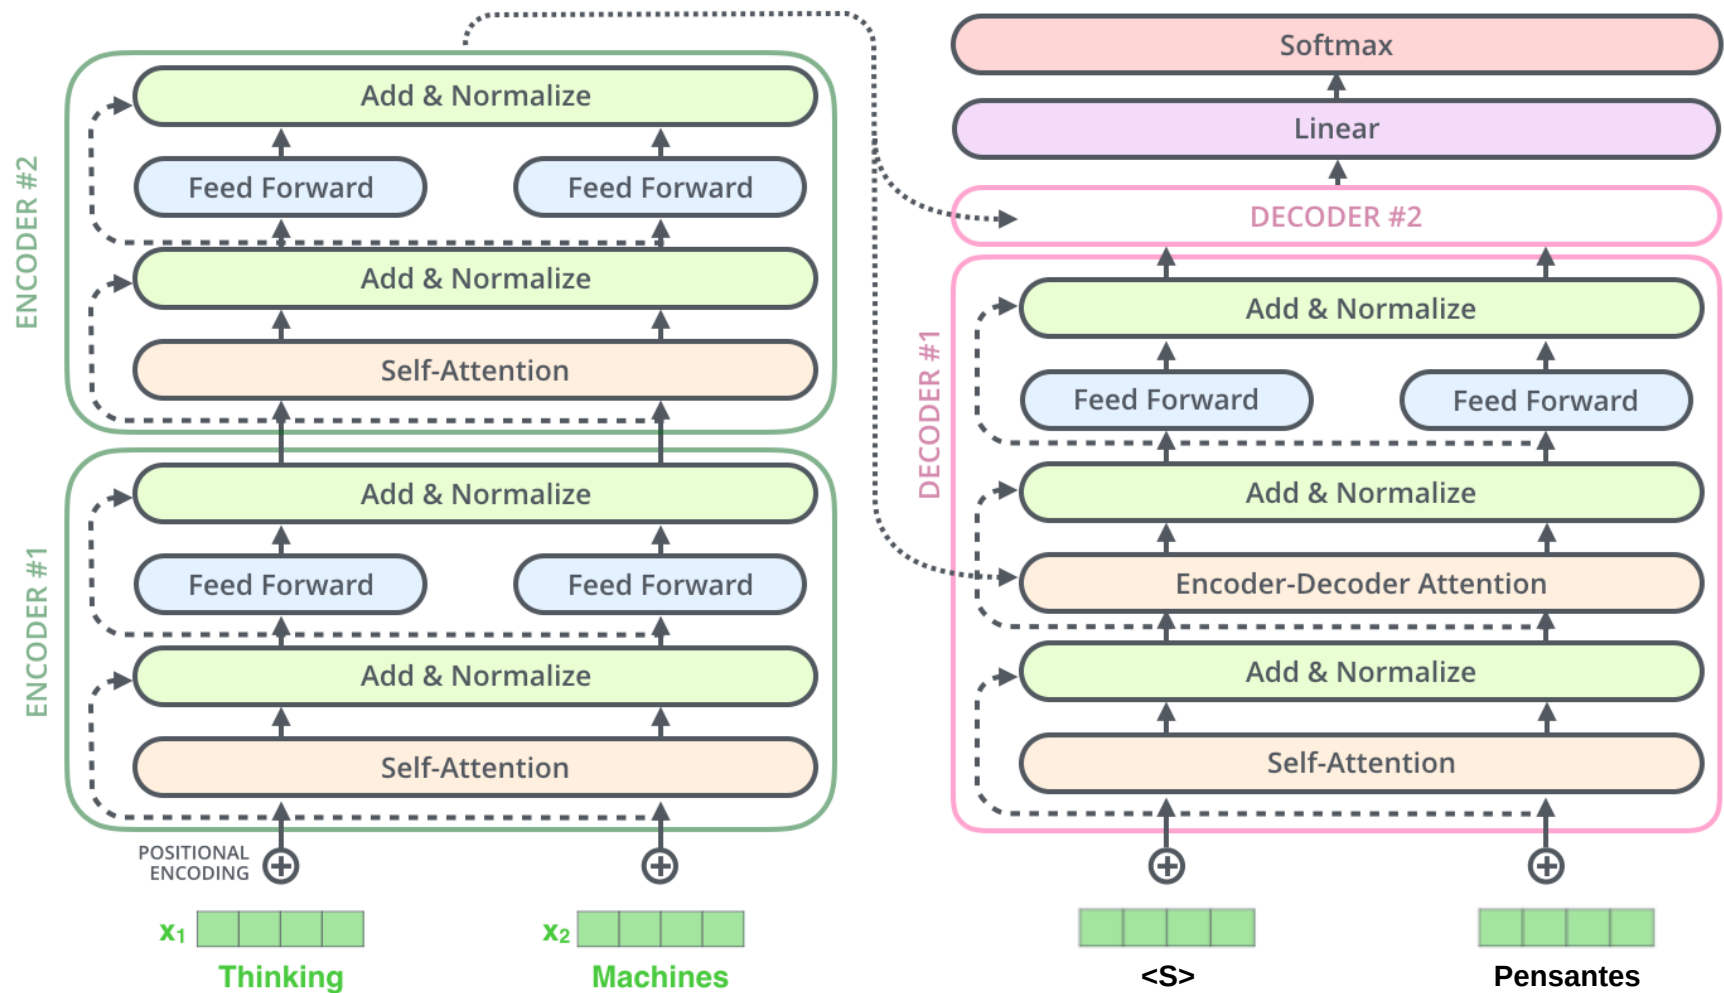 ENCODER #2
Add & Normalize
Feed Forward
Feed Forward
Add & Normalize
Self-Attention
ENCODER #1
Add & Normalize
Feed Forward
Feed Forward
Add & Normalize
Self-Attention
POSITIONAL
ENCODING
x1
x2
Thinking
Machines
Softmax
Linear
DECODER #2
DECODER #1
Add & Normalize
Feed Forward
Feed Forward
Add & Normalize
Encoder-Decoder Attention
Add & Normalize
Self-Attention
<S>
Pensantes